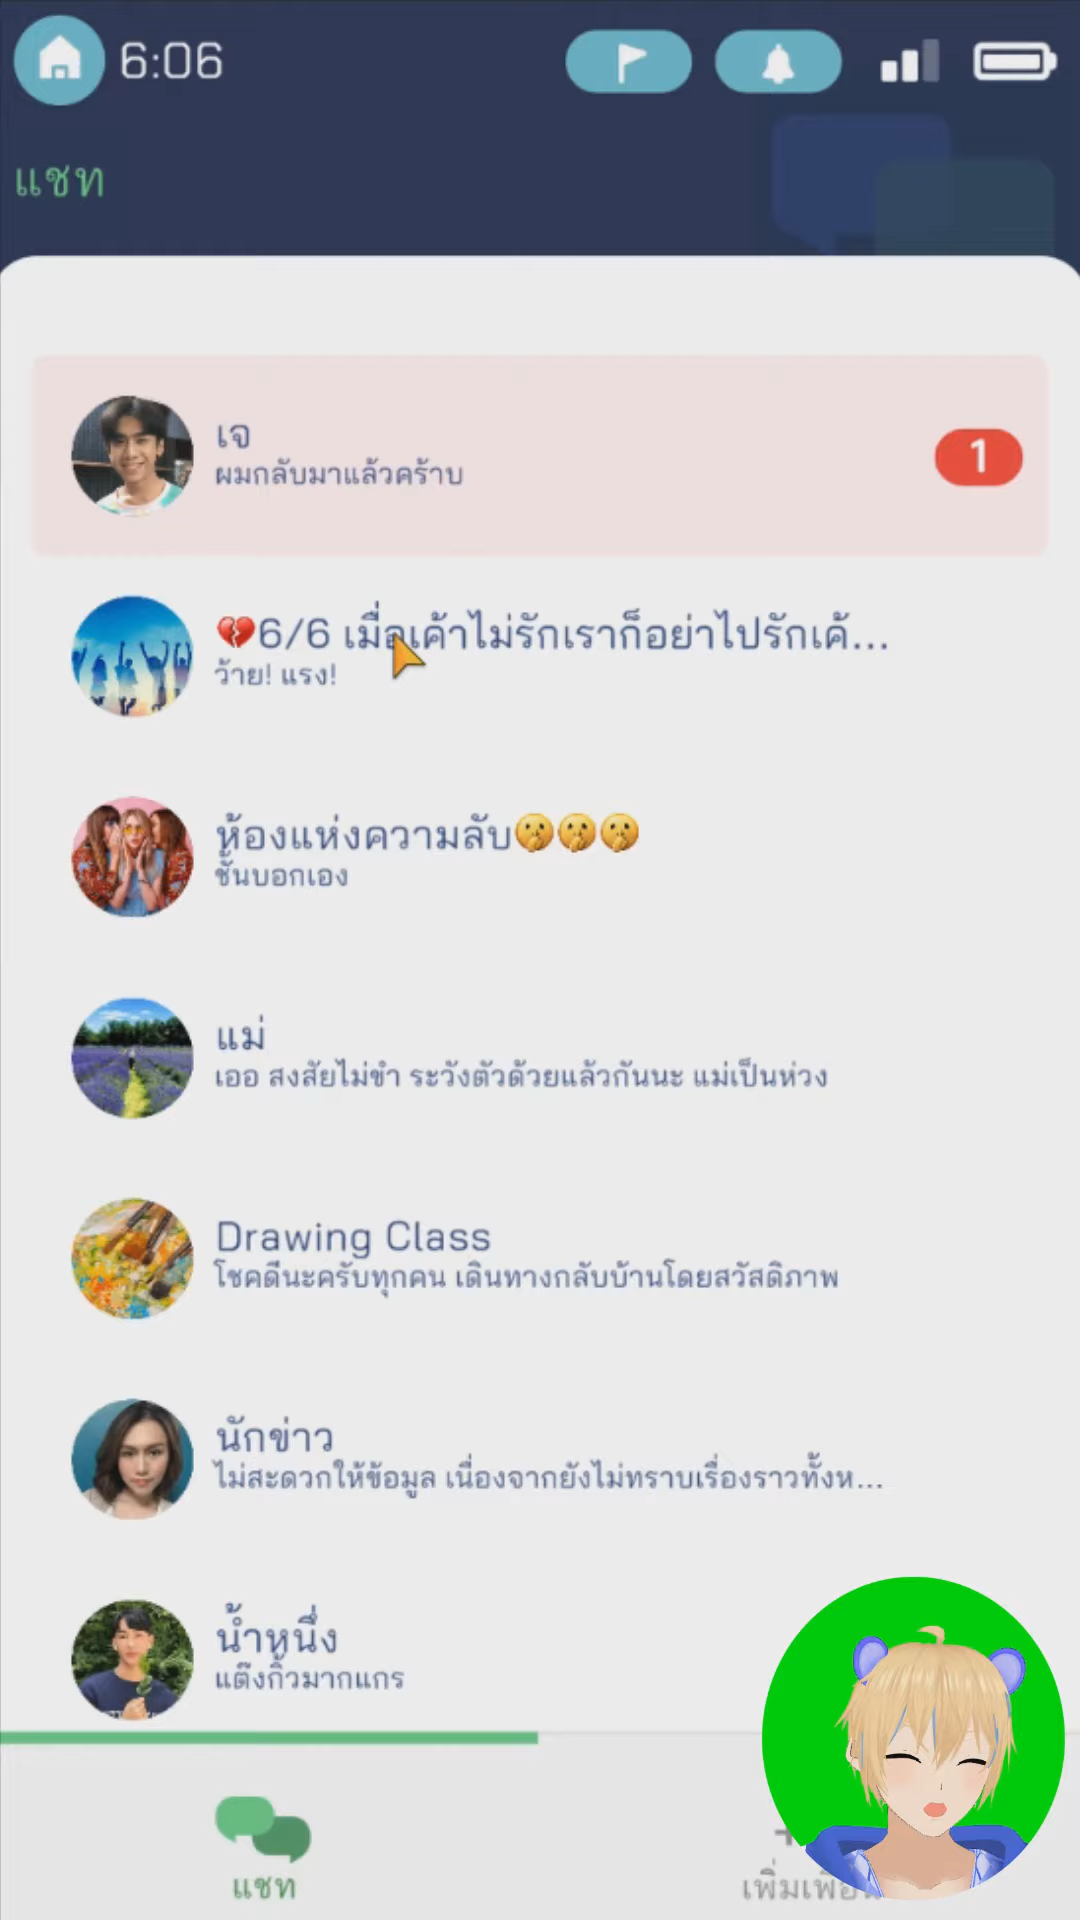 6:06
แชท
เจ
ผมกลับมาแล้วคร้าบ
1
💔6/6 เมื่อเค้าไม่รักเราก็อย่าไปรักเค้...
ว้าย! แรง!
ห้องแห่งความลับ🤫🤫🤫
ชั้นบอกเอง
แม่
เออ สงสัยไม่ขำ ระวังตัวด้วยแล้วกันนะ แม่เป็นห่วง
Drawing Class
โชคดีนะครับทุกคน เดินทางกลับบ้านโดยสวัสดิภาพ
นักข่าว
ไม่สะดวกให้ข้อมูล เนื่องจากยังไม่ทราบเรื่องราวทั้งห...
น้ำหนึ่ง
แต๊งกิ้วมากแกร
แชท
เพิ่มเพื่อน